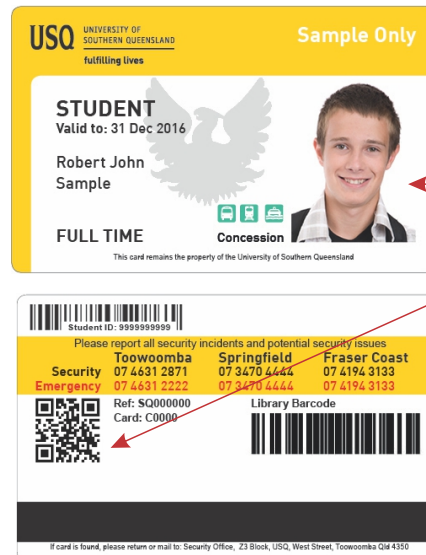 USQ
UNIVERSITY OF
SOUTHERN QUEENSLAND
fulfilling lives
Sample Only
STUDENT
Valid to: 31 Dec 2016
Robert John
Sample
FULL TIME
Concession
This card remains the property of the University of Southern Queensland
Student ID: 9999999999
Please report all security incidents and potential security issues
Toowoomba Springfield Fraser Coast
Security 07 4631 2871 07 3470 4444 07 4194 3133
Emergency 07 4631 2222 07 3470 4444 07 4194 3133
Ref: SQ000000 Library Barcode
Card: C0000
If card is found, please return or mail to: Security Office, Z3 Block, USQ, West Street, Toowoomba Qld 4350